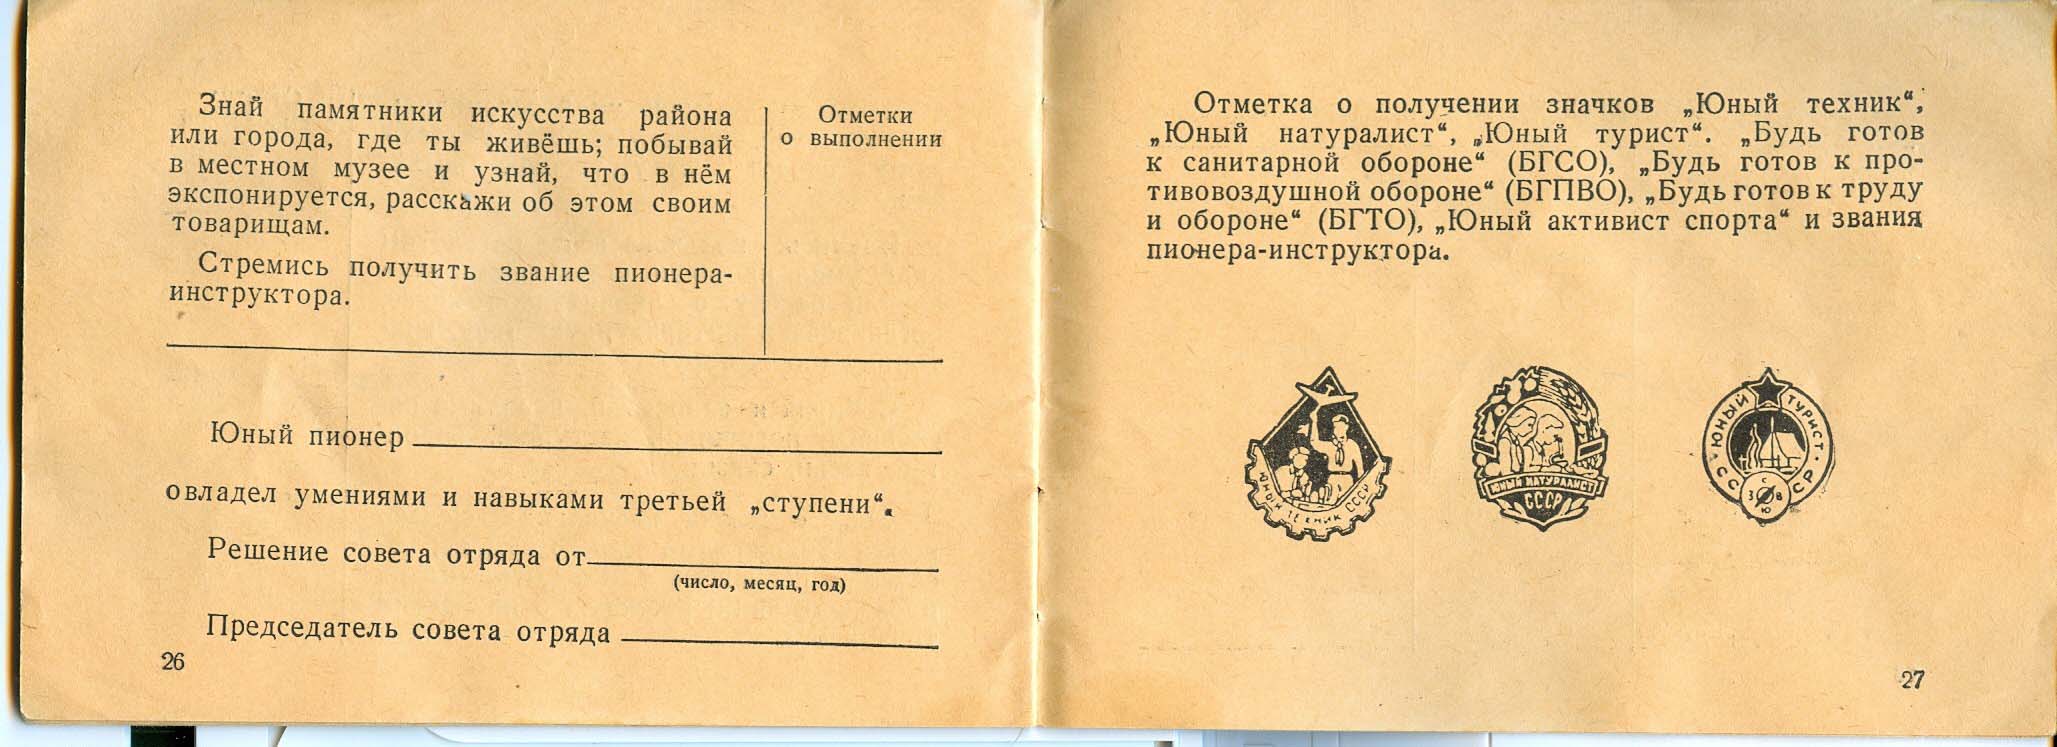 Знай памятники искусства района
или города, где ты живёшь; побывай
в местном музее и узнай, что в нём
экспонируется, расскажи об этом своим
товарищам.
Стремись получить звание пионера-
инструктора.
Отметки
о выполнении
Юный пионер
овладел умениями и навыками третьей „ступени“.
Решение совета отряда от
(число, месяц, год)
Председатель совета отряда
26
Отметка о получении значков „Юный техник“,
„Юный натуралист“, „Юный турист“. „Будь готов
к санитарной обороне“ (БГСО), „Будь готов к про-
тивовоздушной обороне“ (БГПВО), „Будь готов к труду
и обороне“ (БГТО), „Юный активист спорта“ и звания
пионера-инструктора.
ЮНЫЙ ТЕХНИК СССР
ЮНЫЙ НАТУРАЛИСТ
СССР
ЮНЫЙ ТУРИСТ
СССР
С
З В
Ю
27